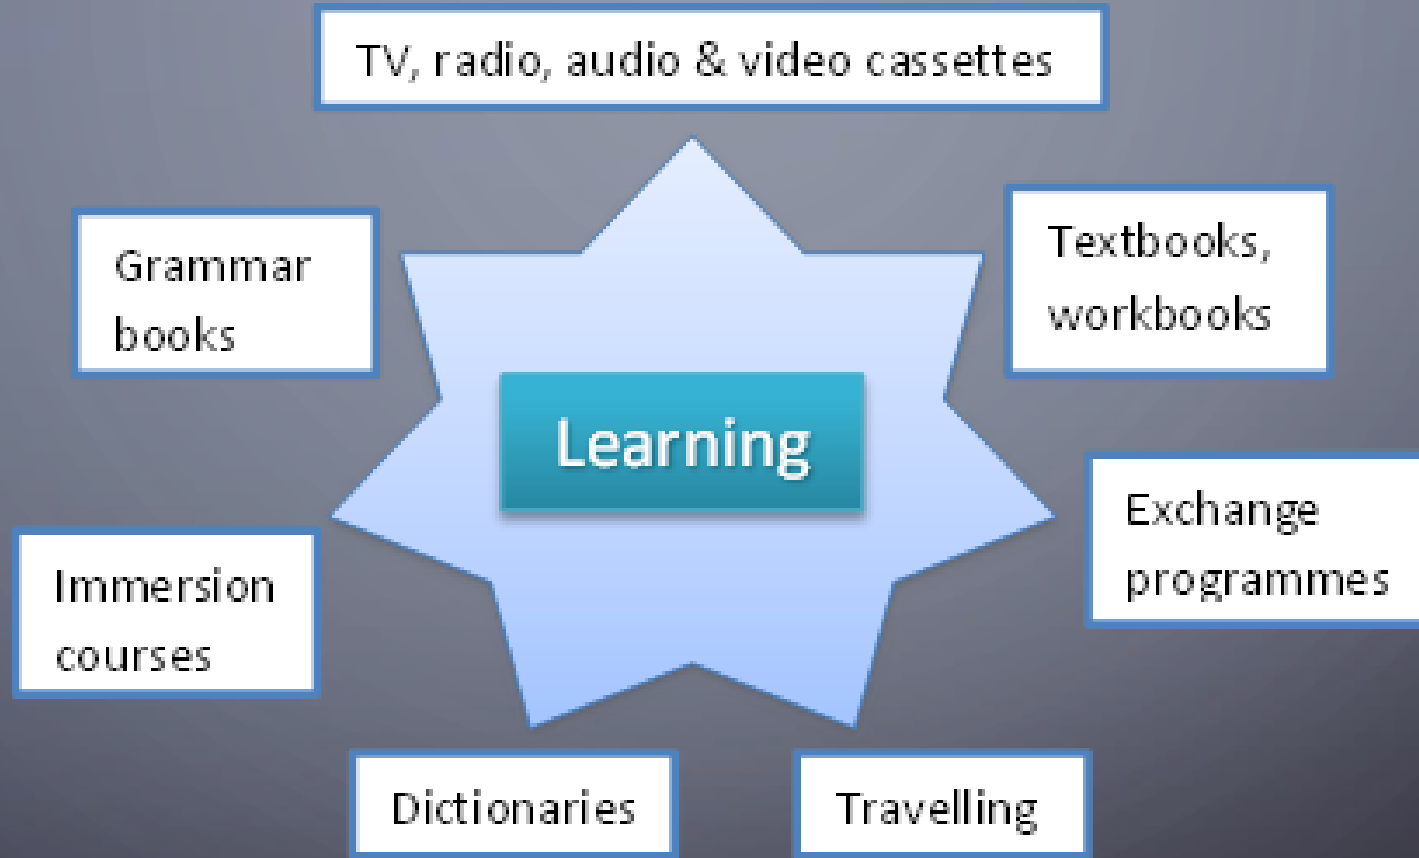 TV, radio, audio & video cassettes
Grammar
books
Textbooks,
workbooks
Learning
Exchange
programmes
Immersion
courses
Dictionaries
Travelling